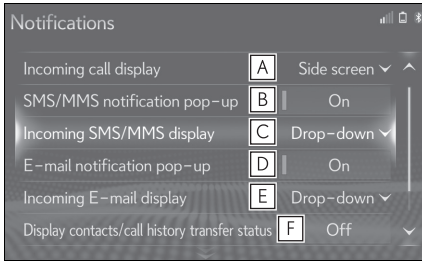 Notifications
Incoming call display A Side screen
SMS/MMS notification pop-up B On
Incoming SMS/MMS display C Drop-down
E-mail notification pop-up D On
Incoming E-mail display E Drop-down
Display contacts/call history transfer status F Off